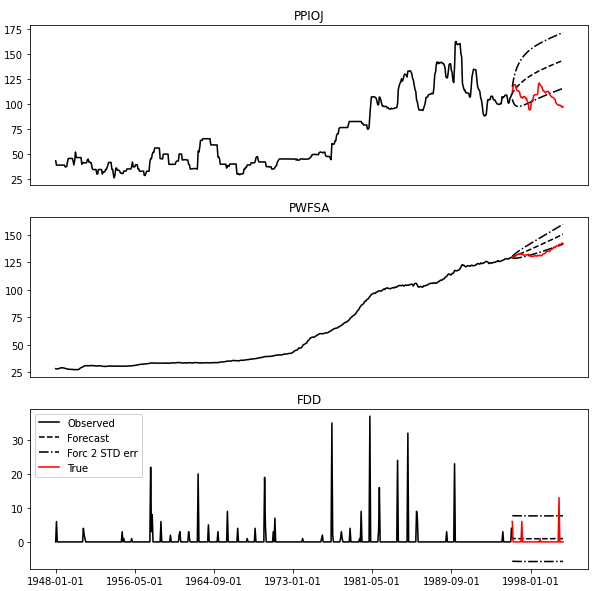 PPIOJ
175
150
125
100
75
50
25
PWFSA
150
125
100
75
50
25
FDD
30
20
10
0
Observed
Forecast
Forc 2 STD err
True
1948-01-01 1956-05-01 1964-09-01 1973-01-01 1981-05-01 1989-09-01 1998-01-01